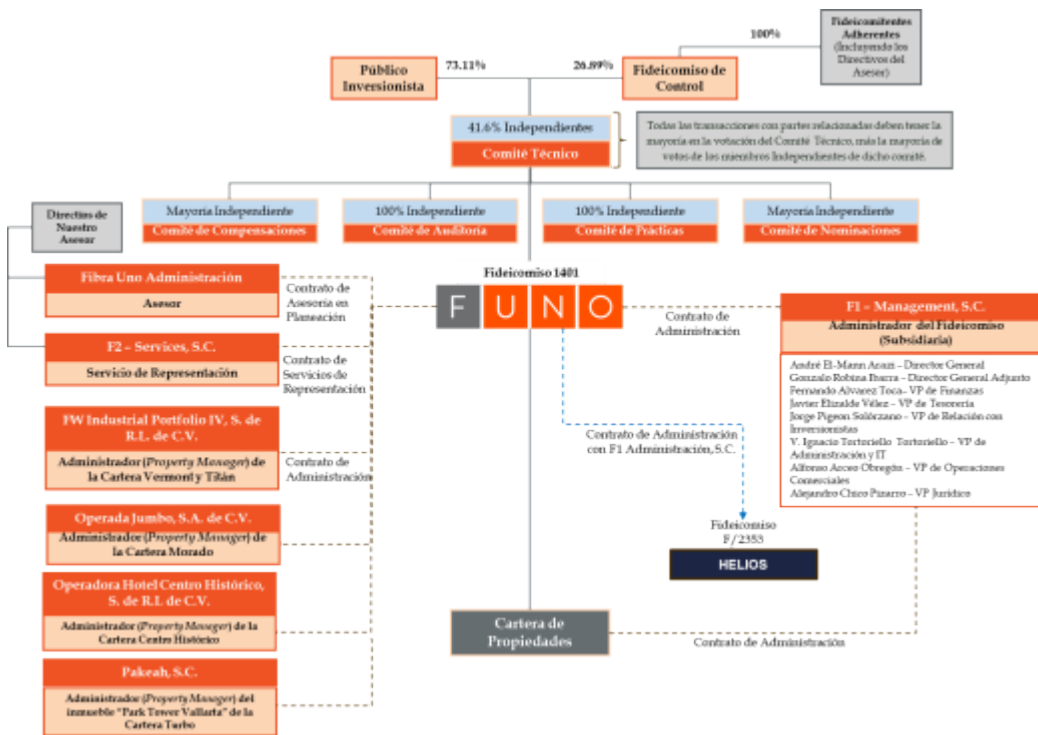 Fideicomitentes
Adherentes
(Incluyendo los
Directivos del
Asesor)
100%
Público
Inversionista
73.11%
26.89%
Fideicomiso de
Control
41.6% Independientes
Comité Técnico
Todas las transacciones con partes relacionadas deben tener la
mayoría en la votación del Comité Técnico, más la mayoría de
votos de los miembros Independientes de dicho comité.
Mayoría Independiente
Comité de Compensaciones
100% Independiente
Comité de Auditoría
100% Independiente
Comité de Prácticas
Mayoría Independiente
Comité de Nominaciones
Nuestro
Asesor
Fibra Uno Administración
Asesor
Contrato de
Asesoría en
Planeación
F2 – Services, S.C.
Servicio de Representación
Contrato de
Servicios de
Representación
FW Industrial Portfolio IV, S. de
R.L. de C.V.
Administrador (Property Manager) de
la Cartera Vermont y Titán
Contrato de
Administración
Operada Jumbo, S.A. de C.V.
Administrador (Property Manager) de
la Cartera Morado
Operadora Hotel Centro Histórico,
S. de R.L de C.V.
Administrador (Property Manager) de la
Cartera Centro Histórico
Pakeah, S.C.
Administrador (Property Manager) del
inmueble "Park Tower Vallarta" de la
Cartera Turbo
Fideicomiso 1401
FUNO
Contrato de
Administración
F1 – Management, S.C.
Administrador del Fideicomiso
(Subsidiaria)
André El-Mann Arazi – Director General
Gonzalo Robina Ibarra – Director General Adjunto
Fernando Alvarez Toca– VP de Finanzas
Javier Elizalde Vélez – VP de Tesorería
Jorge Pigeon Solórzano – VP de Relación con
Inversionistas
V. Ignacio Tortoriello Tortoriello – VP de
Administración y IT
Alfonso Arceo Obregón – VP de Operaciones
Comerciales
Alejandro Chico Pizarro – VP Jurídico
Contrato de Administración
con F1 Administración, S.C.
Fideicomiso
F/2353
HELIOS
Cartera de
Propiedades
Contrato de Administración